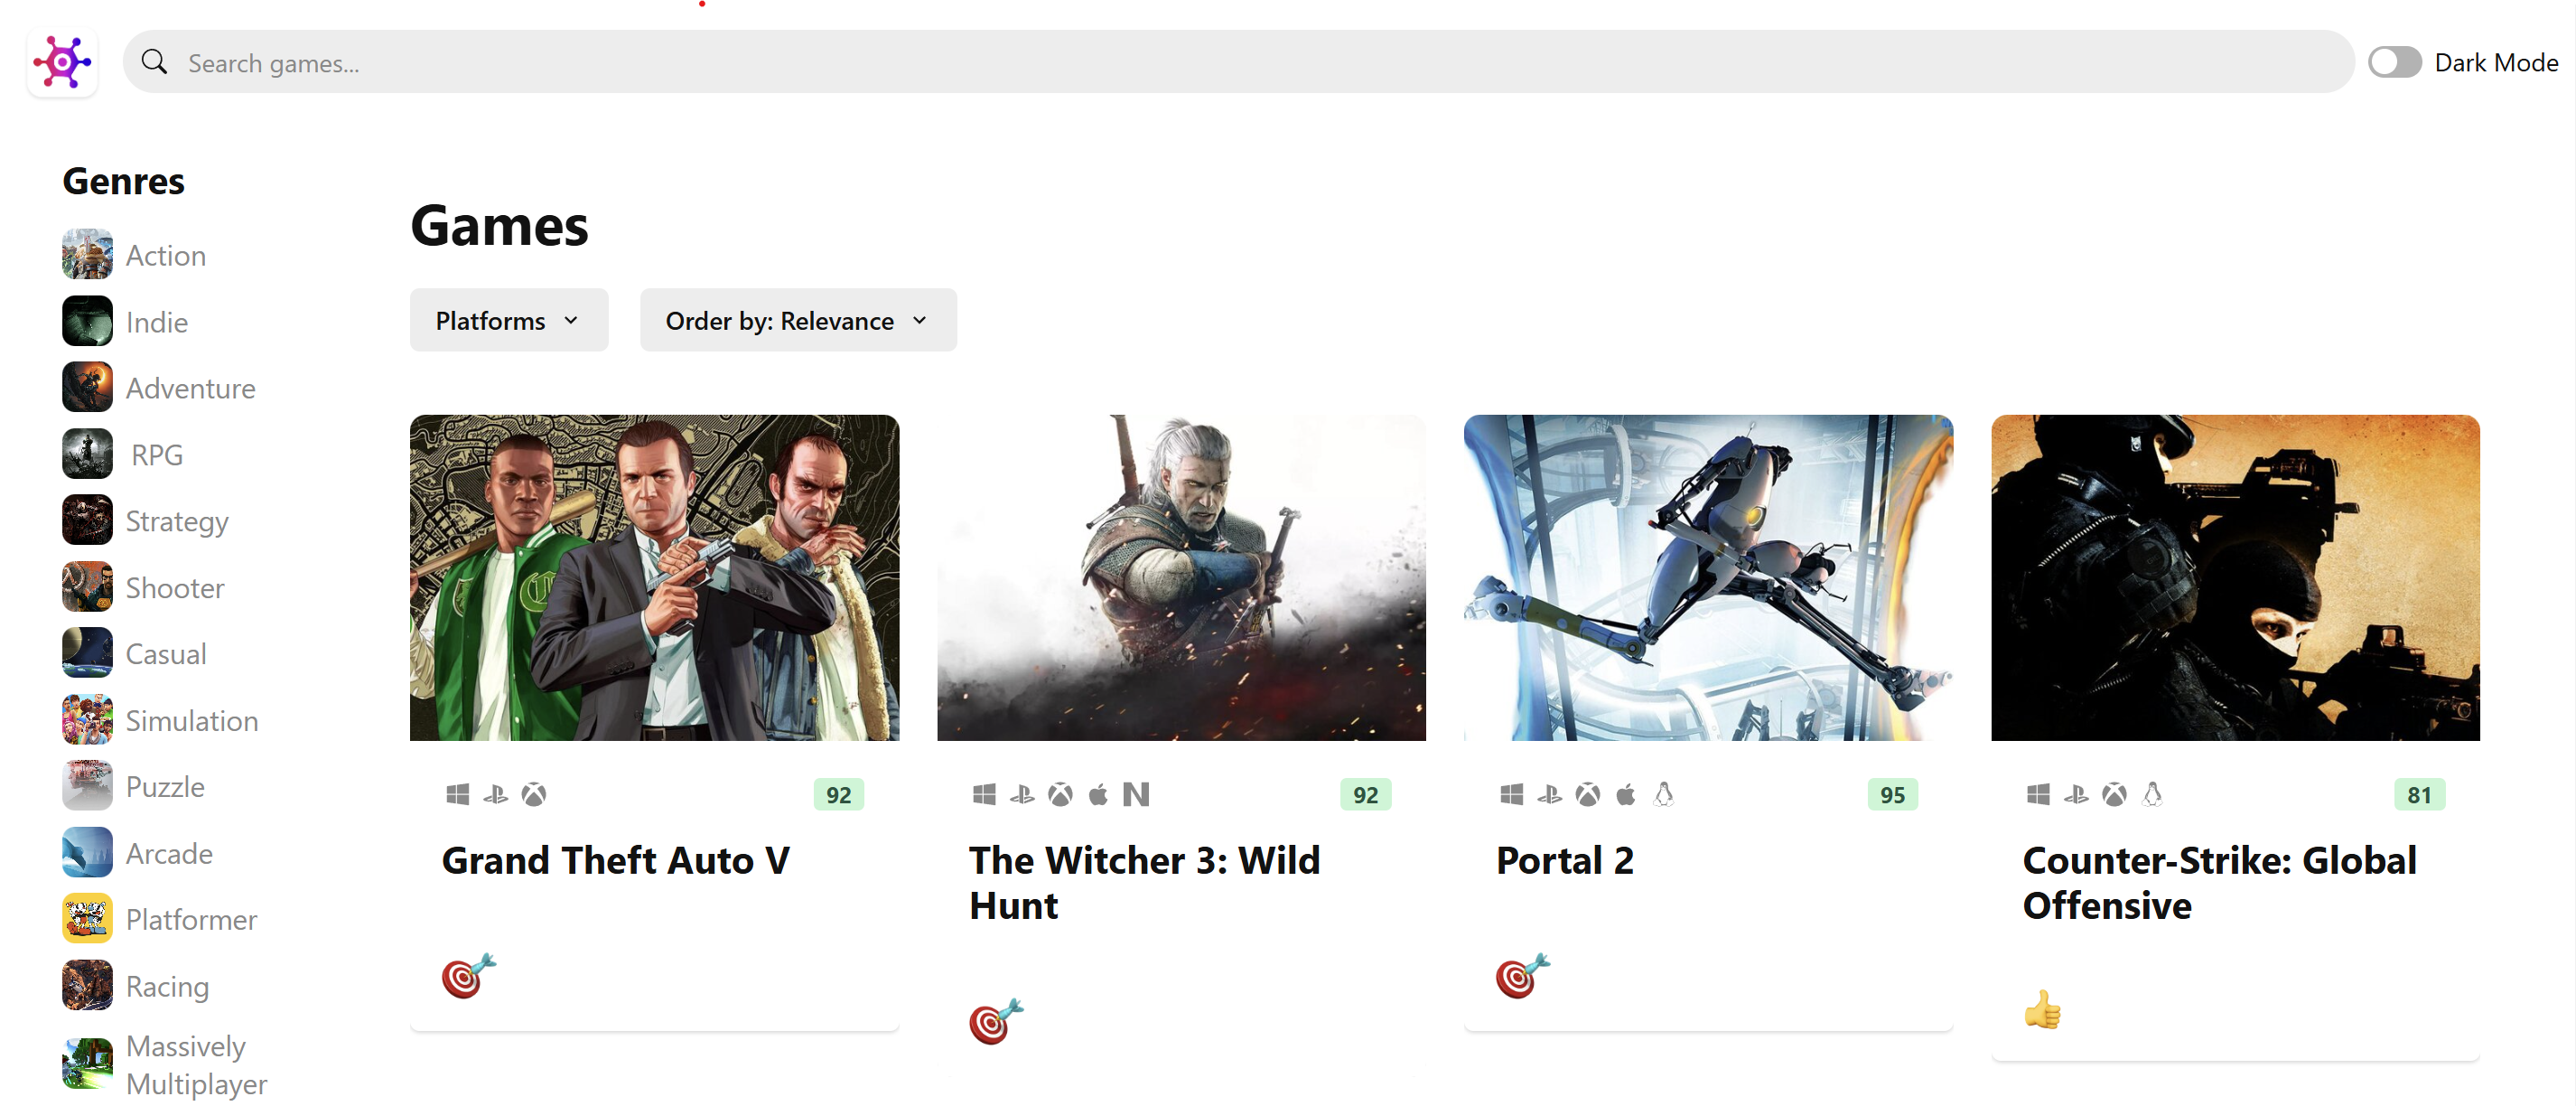 Search games...
Dark Mode
Genres
Action
Indie
Adventure
RPG
Strategy
Shooter
Casual
Simulation
Puzzle
Arcade
Platformer
Racing
Massively
Multiplayer
Games
Platforms
Order by: Relevance
92
Grand Theft Auto V
92
The Witcher 3: Wild
Hunt
95
Portal 2
81
Counter-Strike: Global
Offensive